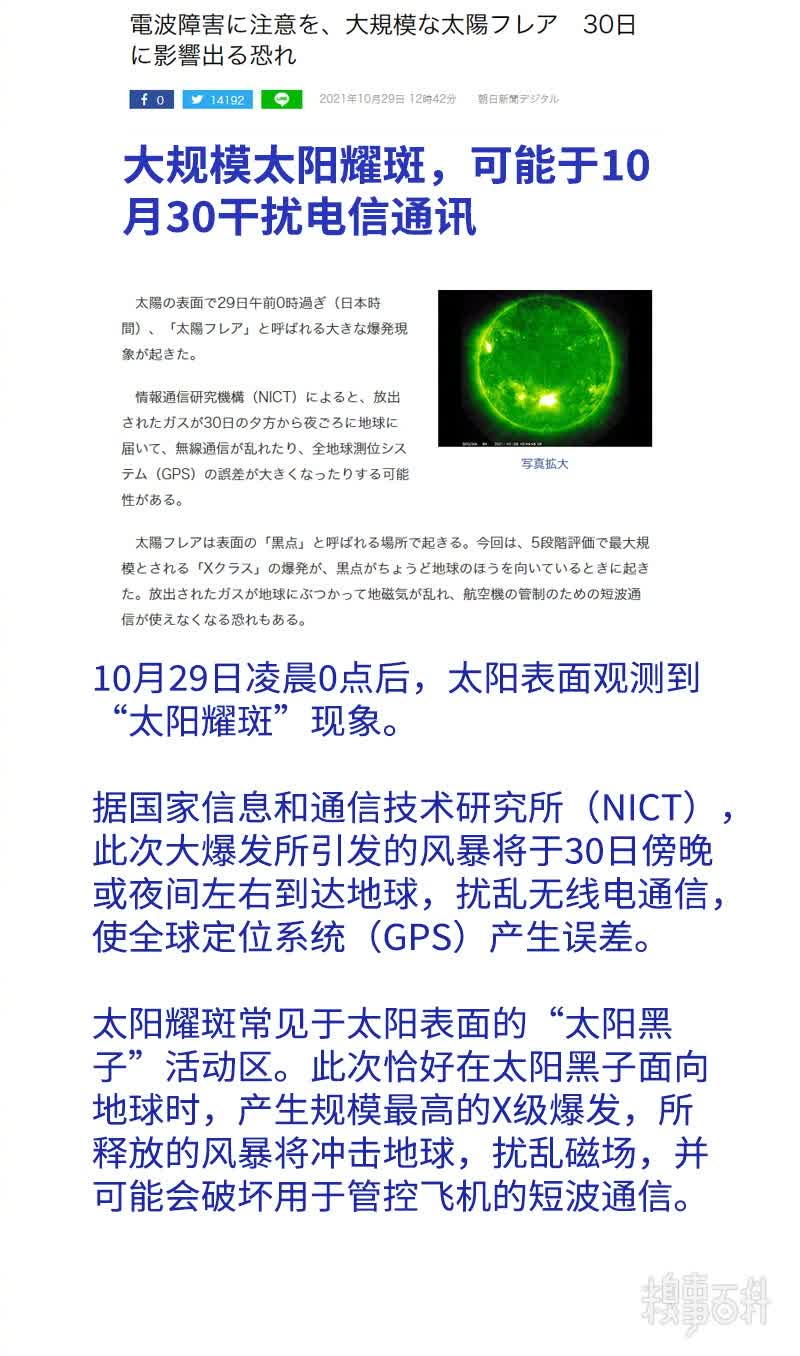 電波障害に注意を、大規模な太陽フレア　30日
に影響出る恐れ
0
14192
LINE
2021年10月29日 12時42分　朝日新聞デジタル
大规模太阳耀斑，可能于10
月30干扰电信通讯
太陽の表面で29日午前0時過ぎ（日本時
間）、「太陽フレア」と呼ばれる大きな爆発現
象が起きた。
情報通信研究機構（NICT）によると、放出
されたガスが30日の夕方から夜ごろに地球に
届いて、無線通信が乱れたり、全地球測位シス
テム（GPS）の誤差が大きくなったりする可能
性がある。
写真拡大
太陽フレアは表面の「黒点」と呼ばれる場所で起きる。今回は、5段階評価で最大規
模とされる「Xクラス」の爆発が、黒点がちょうど地球のほうを向いているときに起き
た。放出されたガスが地球にぶつかって地磁気が乱れ、航空機の管制のための短波通
信が使えなくなる恐れもある。
10月29日凌晨0点后，太阳表面观测到
“太阳耀斑”现象。
据国家信息和通信技术研究所（NICT），
此次大爆发所引发的风暴将于30日傍晚
或夜间左右到达地球，扰乱无线电通信，
使全球定位系统（GPS）产生误差。
太阳耀斑常见于太阳表面的“太阳黑
子”活动区。此次恰好在太阳黑子面向
地球时，产生规模最高的X级爆发，所
释放的风暴将冲击地球，扰乱磁场，并
可能会破坏用于管控飞机的短波通信。